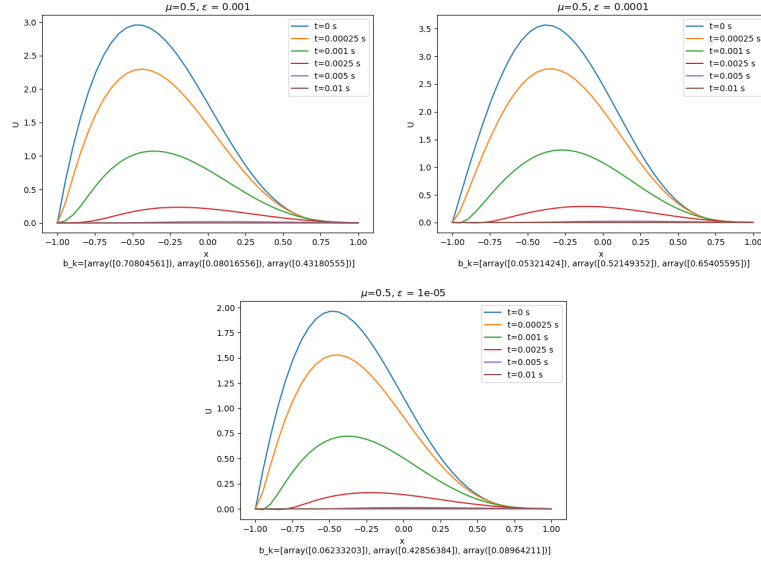 μ=0.5, ε = 0.001
U
3.0
2.5
2.0
1.5
1.0
0.5
0.0
t=0 s
t=0.00025 s
t=0.001 s
t=0.0025 s
t=0.005 s
t=0.01 s
−1.00 −0.75 −0.50 −0.25 0.00 0.25 0.50 0.75 1.00
x
b_k=[array([0.70804561]), array([0.08016556]), array([0.43180555])]
μ=0.5, ε = 0.0001
U
3.5
3.0
2.5
2.0
1.5
1.0
0.5
0.0
t=0 s
t=0.00025 s
t=0.001 s
t=0.0025 s
t=0.005 s
t=0.01 s
−1.00 −0.75 −0.50 −0.25 0.00 0.25 0.50 0.75 1.00
x
b_k=[array([0.05321424]), array([0.52149352]), array([0.65405595])]
μ=0.5, ε = 1e-05
U
2.00
1.75
1.50
1.25
1.00
0.75
0.50
0.25
0.00
t=0 s
t=0.00025 s
t=0.001 s
t=0.0025 s
t=0.005 s
t=0.01 s
−1.00 −0.75 −0.50 −0.25 0.00 0.25 0.50 0.75 1.00
x
b_k=[array([0.06233203]), array([0.42856384]), array([0.08964211])]